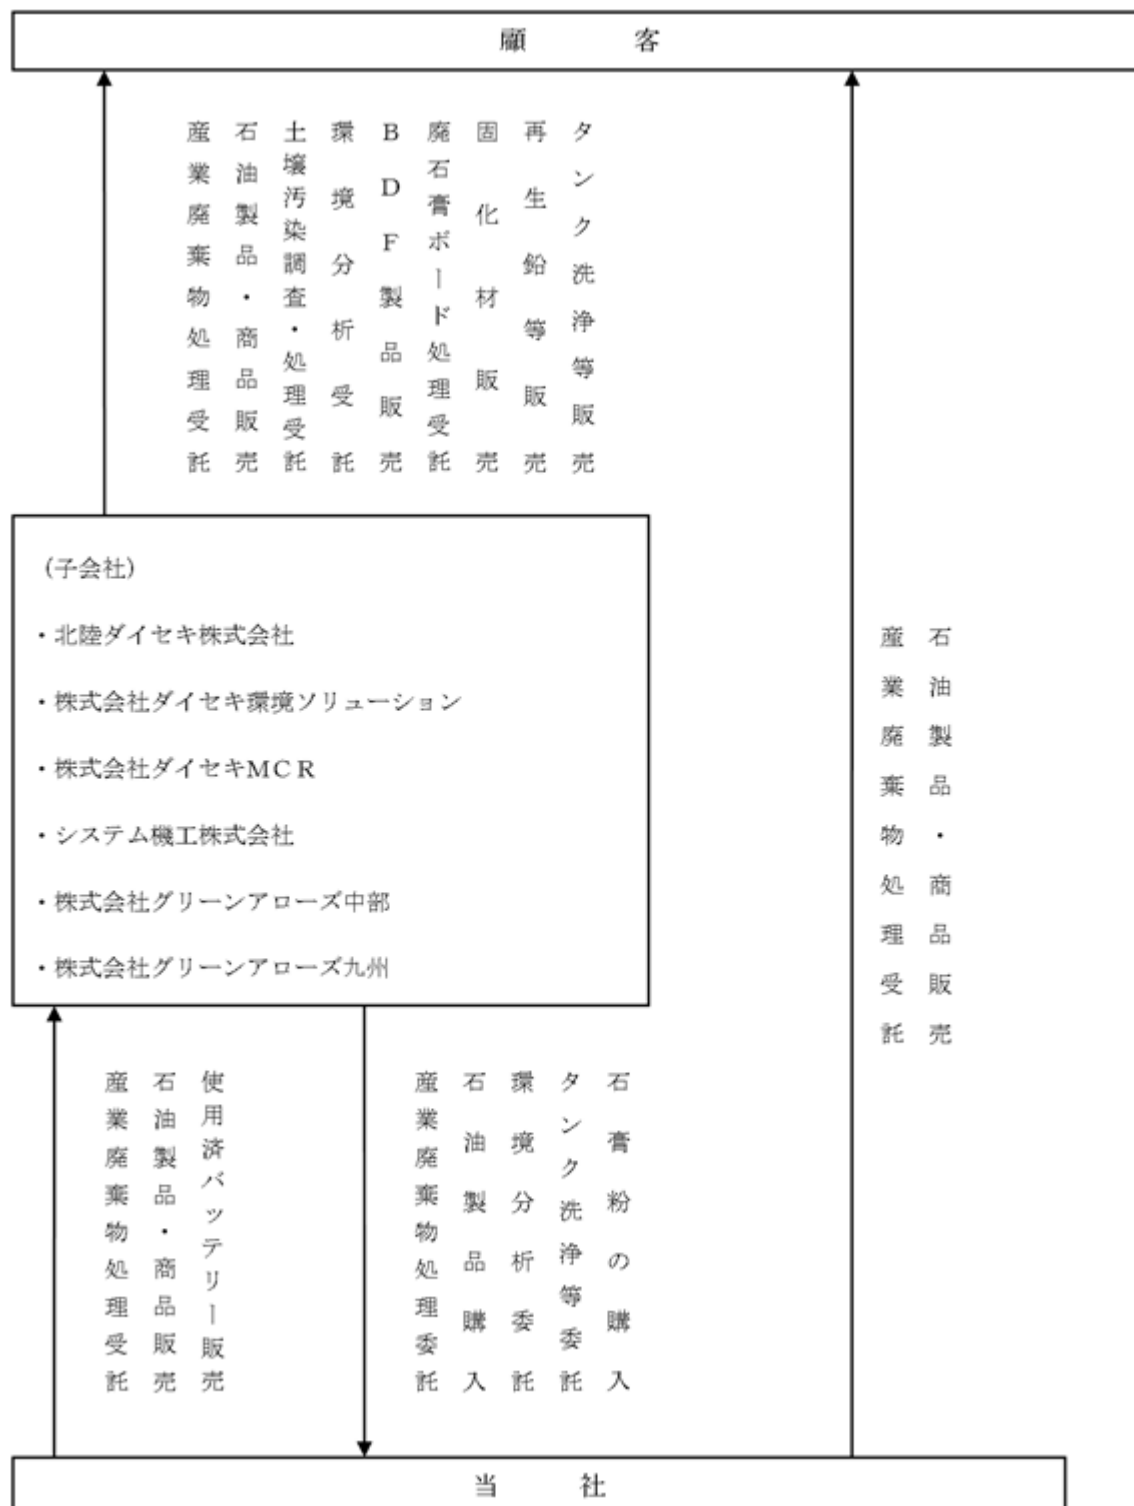 顧客
産業廃棄物処理受託
石油製品・商品販売
土壌汚染調査・処理受託
環境分析受託
BDF製品販売
廃石膏ボード処理受託
固化材販売
再生鉛等販売
タンク洗浄等販売
(子会社)
・北陸ダイセキ株式会社
・株式会社ダイセキ環境ソリューション
・株式会社ダイセキMCR
・システム機工株式会社
・株式会社グリーンアローズ中部
・株式会社グリーンアローズ九州
産業廃棄物処理受託
石油製品・商品販売
産業廃棄物処理受託
石油製品・商品販売
使用済バッテリー販売
産業廃棄物処理委託
石油製品購入
環境分析委託
タンク洗浄等委託
石膏粉の購入
当社